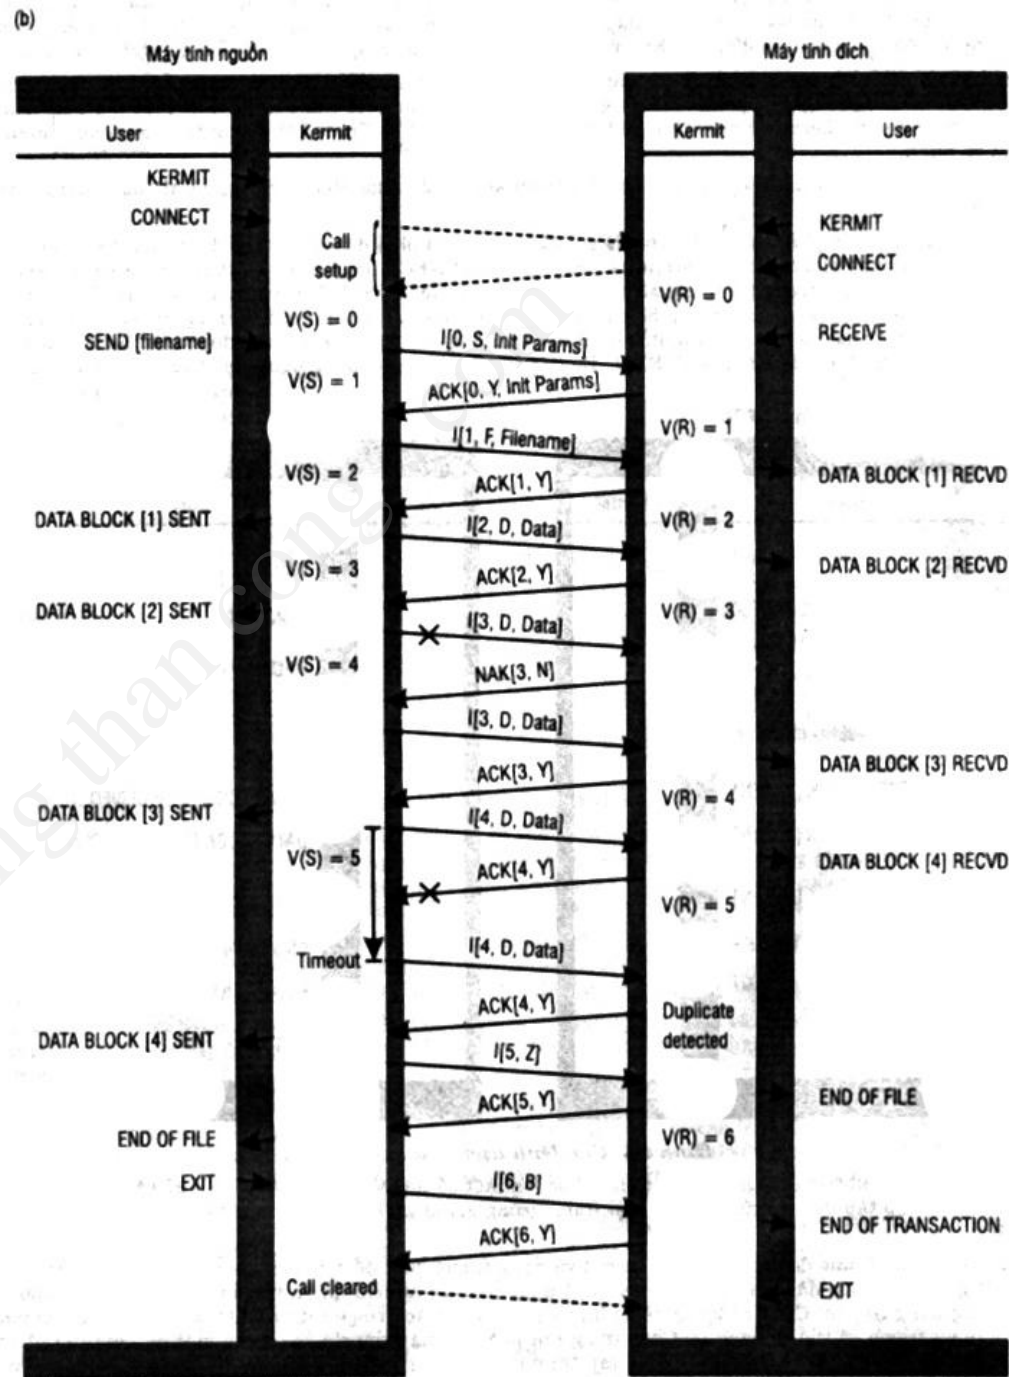 (b)
Máy tính nguồn
Máy tính đích
User
Kermit
Kermit
User
KERMIT
CONNECT
KERMIT
Call
setup
CONNECT
V(R) = 0
V(S) = 0
SEND [filename]
RECEIVE
I[0, S, Init Params]
V(S) = 1
ACK[0, Y, Init Params]
V(R) = 1
I[1, F, Filename]
V(S) = 2
DATA BLOCK [1] RECVD
ACK[1, Y]
DATA BLOCK [1] SENT
V(R) = 2
I[2, D, Data]
V(S) = 3
DATA BLOCK [2] RECVD
ACK[2, Y]
DATA BLOCK [2] SENT
V(R) = 3
I[3, D, Data]
V(S) = 4
NAK[3, N]
I[3, D, Data]
DATA BLOCK [3] RECVD
ACK[3, Y]
V(R) = 4
DATA BLOCK [3] SENT
I[4, D, Data]
V(S) = 5
DATA BLOCK [4] RECVD
ACK[4, Y]
V(R) = 5
Timeout
I[4, D, Data]
ACK[4, Y]
Duplicate
detected
DATA BLOCK [4] SENT
I[5, Z]
END OF FILE
ACK[5, Y]
END OF FILE
V(R) = 6
EXIT
I[6, B]
END OF TRANSACTION
ACK[6, Y]
Call cleared
EXIT
ng than cong . com